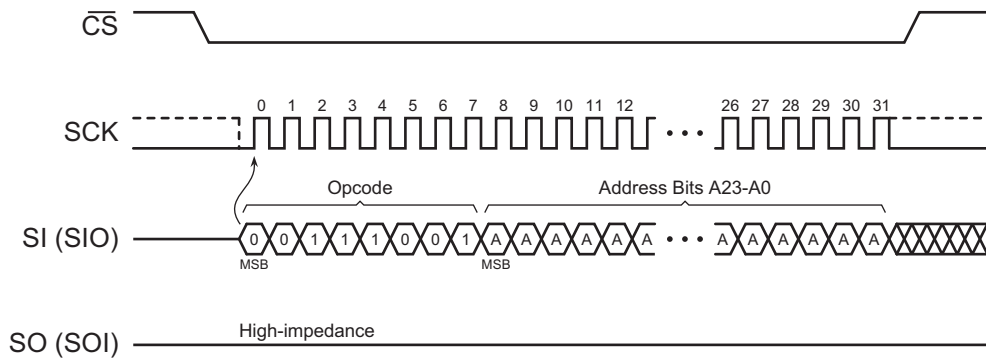 CS
0 1 2 3 4 5 6 7 8 9 10 11 12 26 27 28 29 30 31
SCK
Opcode Address Bits A23-A0
SI (SIO) 0 0 1 1 1 0 0 1 A A A A A A A A A A A A
MSB MSB
High-impedance
SO (SOI)